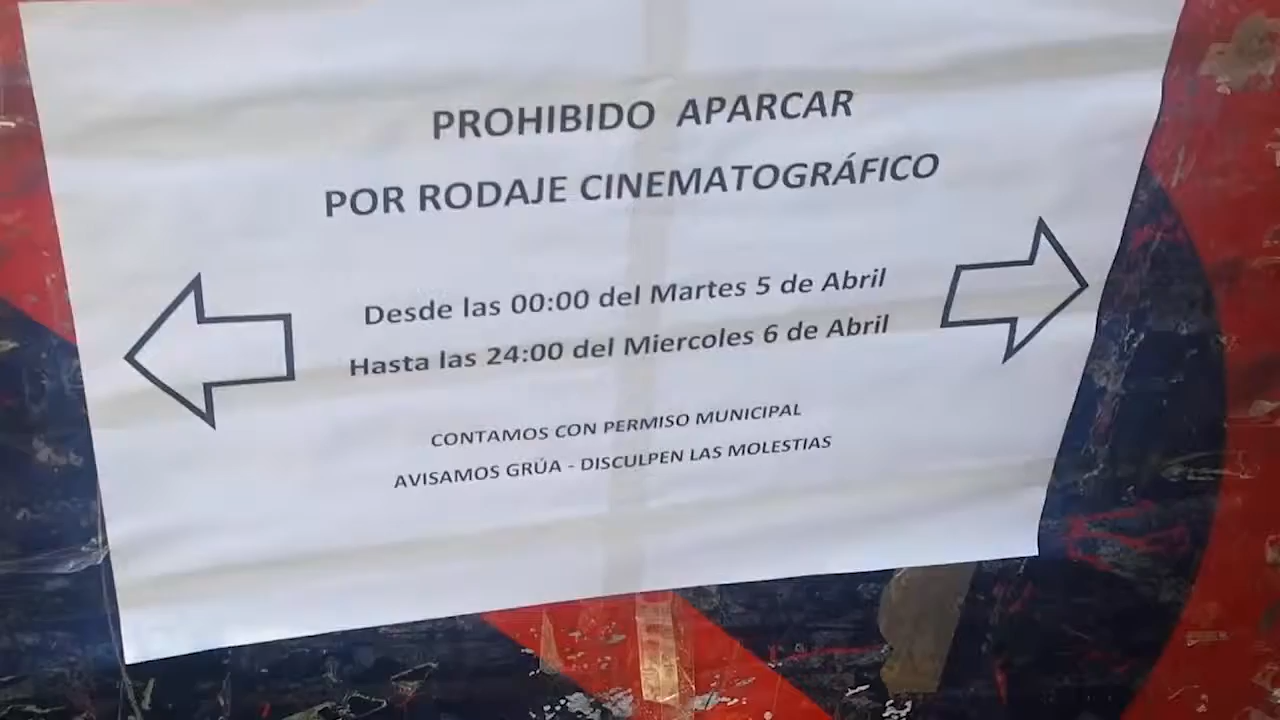 PROHIBIDO APARCAR
POR RODAJE CINEMATOGRÁFICO
Desde las 00:00 del Martes 5 de Abril
Hasta las 24:00 del Miercoles 6 de Abril
CONTAMOS CON PERMISO MUNICIPAL
AVISAMOS GRÚA - DISCULPEN LAS MOLESTIAS